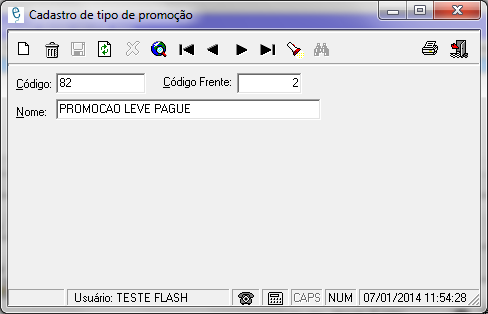 Cadastro de tipo de promoção
Código: 82 Código Frente: 2
Nome: PROMOCAO LEVE PAGUE
Usuário: TESTE FLASH CAPS NUM 07/01/2014 11:54:28